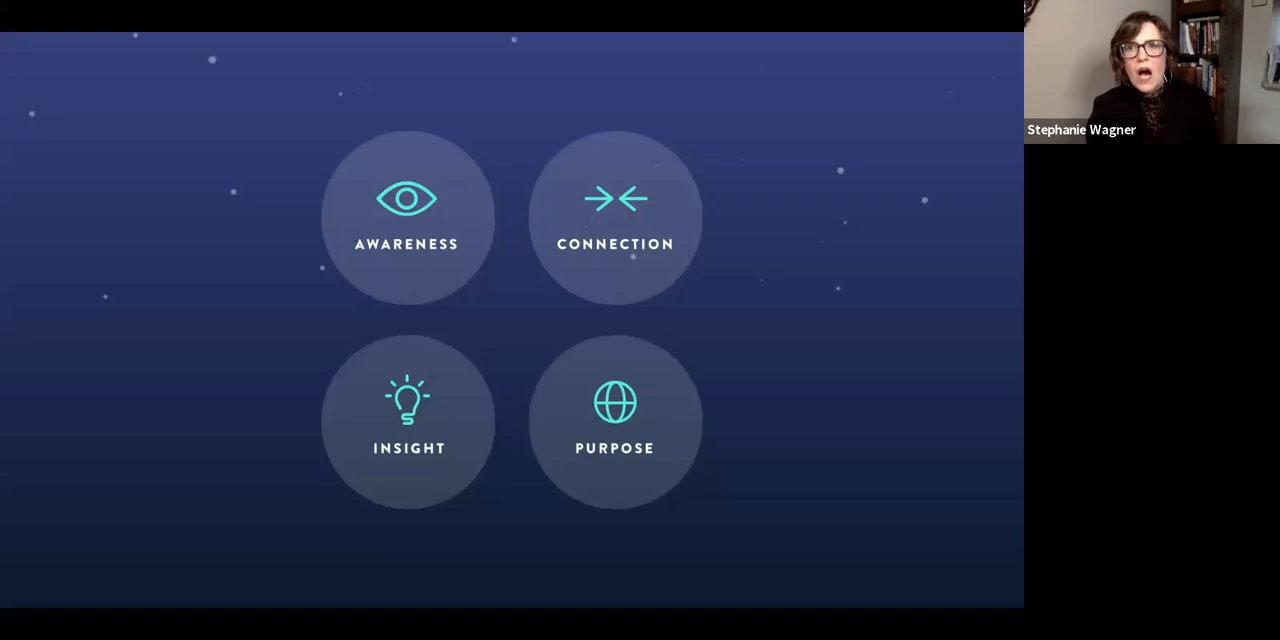 Stephanie Wagner
AWARENESS
CONNECTION
INSIGHT
PURPOSE